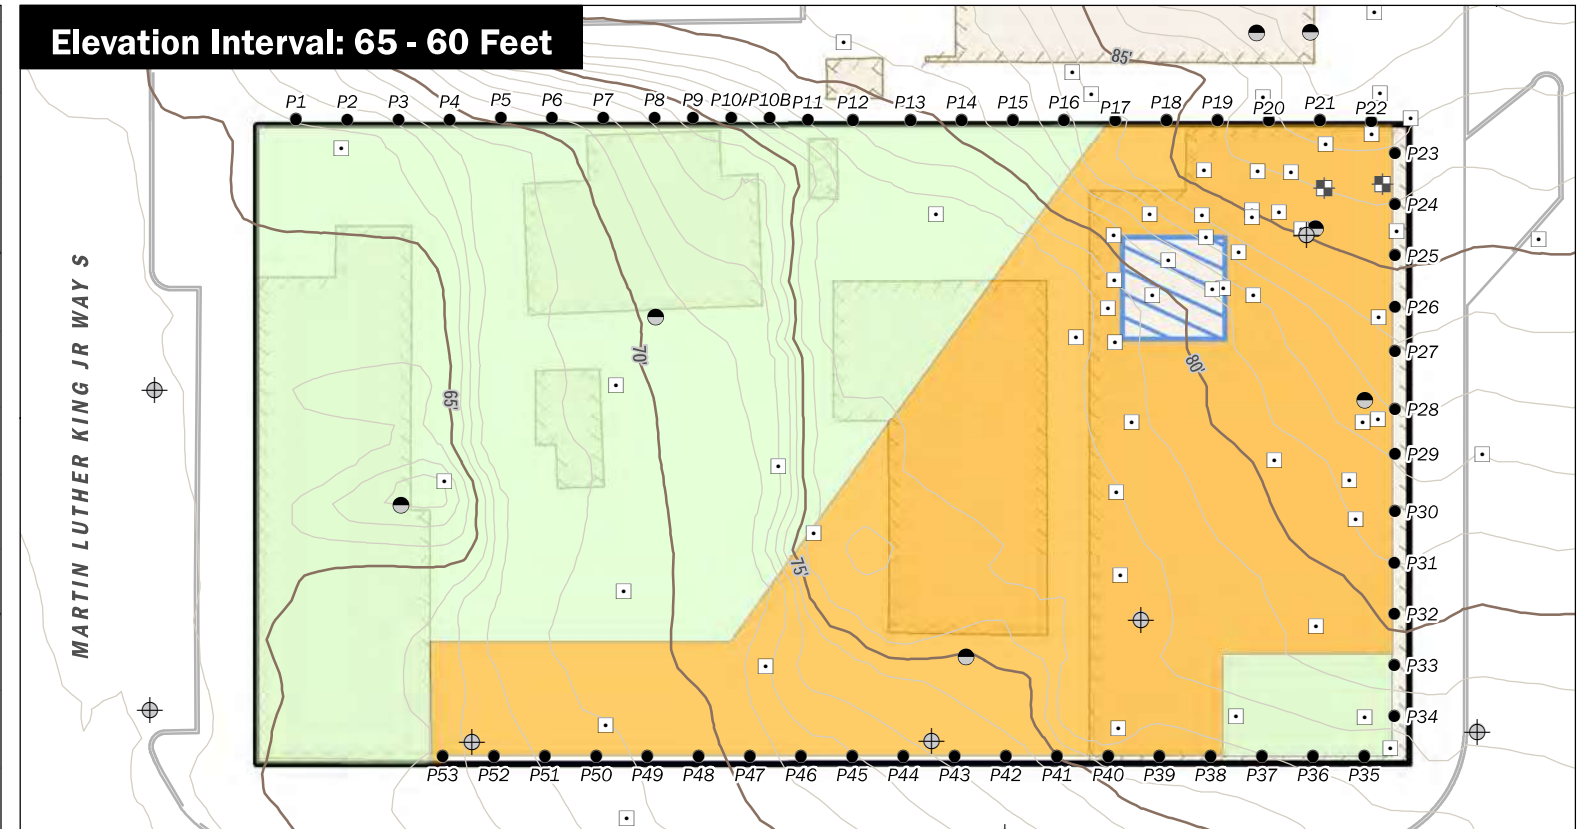 Elevation Interval: 65 - 60 Feet
85'
P1 P2 P3 P4 P5 P6 P7 P8 P9 P10A P10B P11 P12 P13 P14 P15 P16 P17 P18 P19 P20 P21 P22
P23
P24
P25
P26
P27
P28
P29
P30
P31
P32
P33
P34
MARTIN LUTHER KING JR WAY S
65'
70'
75'
80'
P53 P52 P51 P50 P49 P48 P47 P46 P45 P44 P43 P42 P41 P40 P39 P38 P37 P36 P35